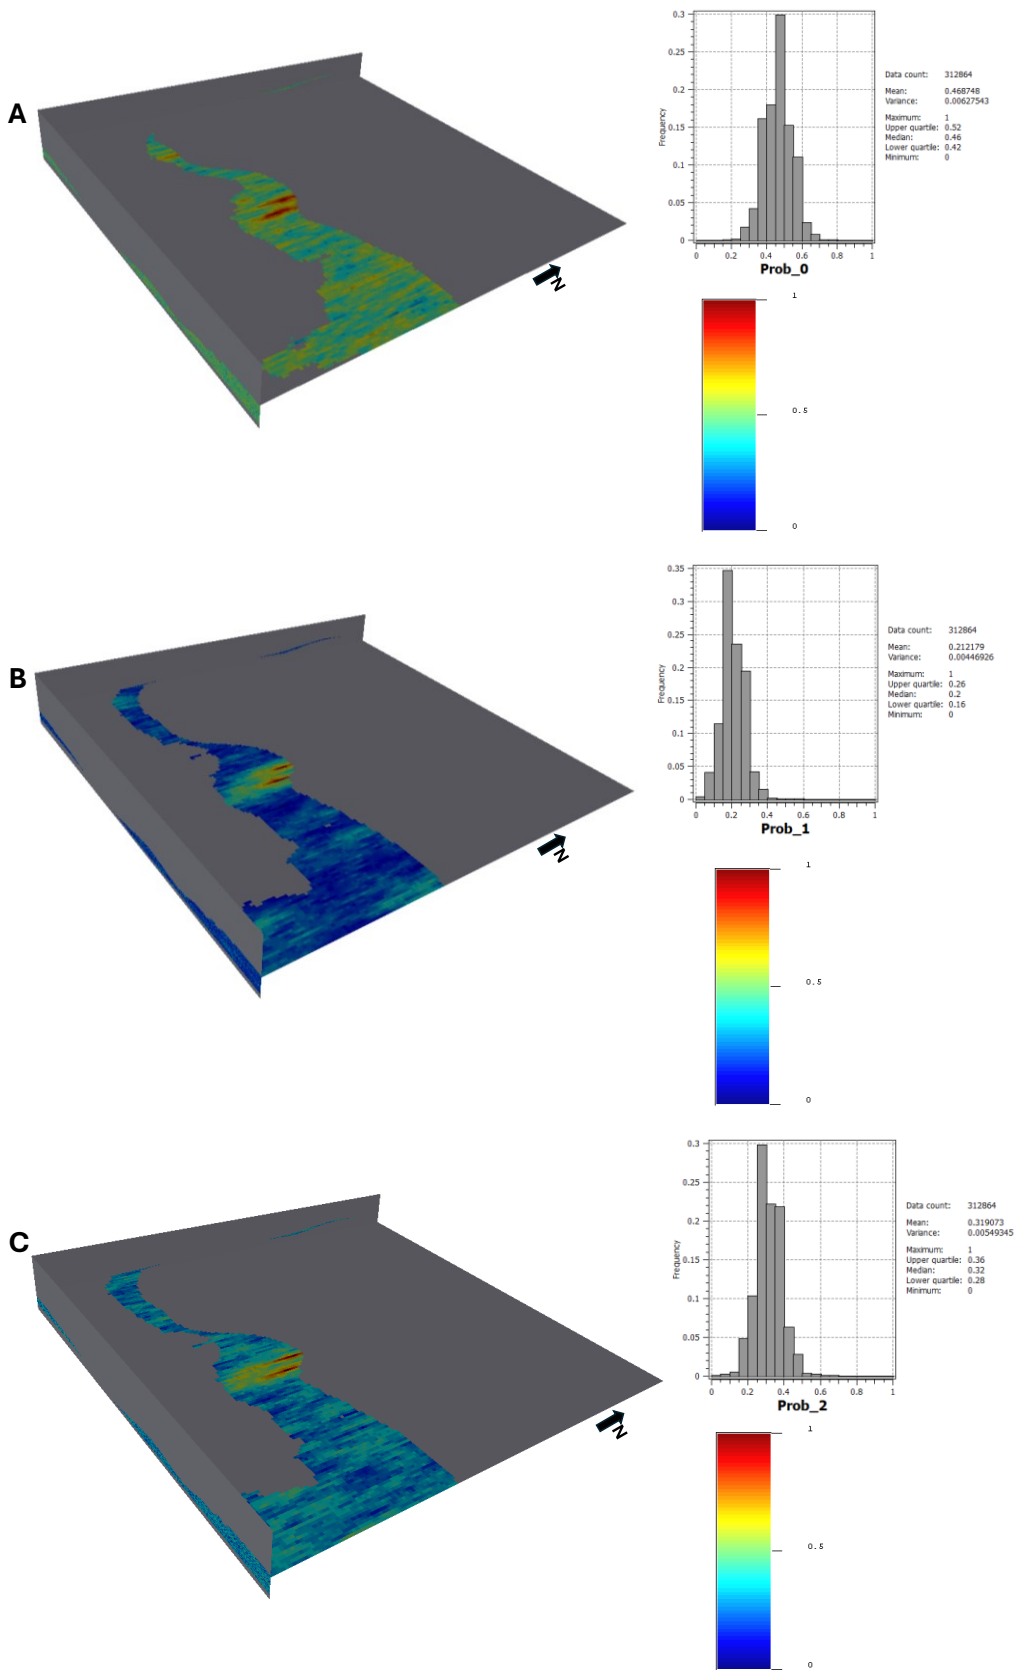 A
0.3
0.25
0.2
0.15
0.1
0.05
0
Frequency
0 0.2 0.4 0.6 0.8 1
Prob_0
Data count: 312864
Mean: 0.468748
Variance: 0.00627543
Maximum: 1
Upper quartile: 0.52
Median: 0.46
Lower quartile: 0.42
Minimum: 0
N
1
0.5
0
B
0.35
0.3
0.25
0.2
0.15
0.1
0.05
0
Frequency
0 0.2 0.4 0.6 0.8 1
Prob_1
Data count: 312864
Mean: 0.212179
Variance: 0.00446926
Maximum: 1
Upper quartile: 0.26
Median: 0.2
Lower quartile: 0.16
Minimum: 0
N
1
0.5
0
C
0.3
0.25
0.2
0.15
0.1
0.05
0
Frequency
0 0.2 0.4 0.6 0.8 1
Prob_2
Data count: 312864
Mean: 0.319073
Variance: 0.00549345
Maximum: 1
Upper quartile: 0.36
Median: 0.32
Lower quartile: 0.28
Minimum: 0
N
1
0.5
0